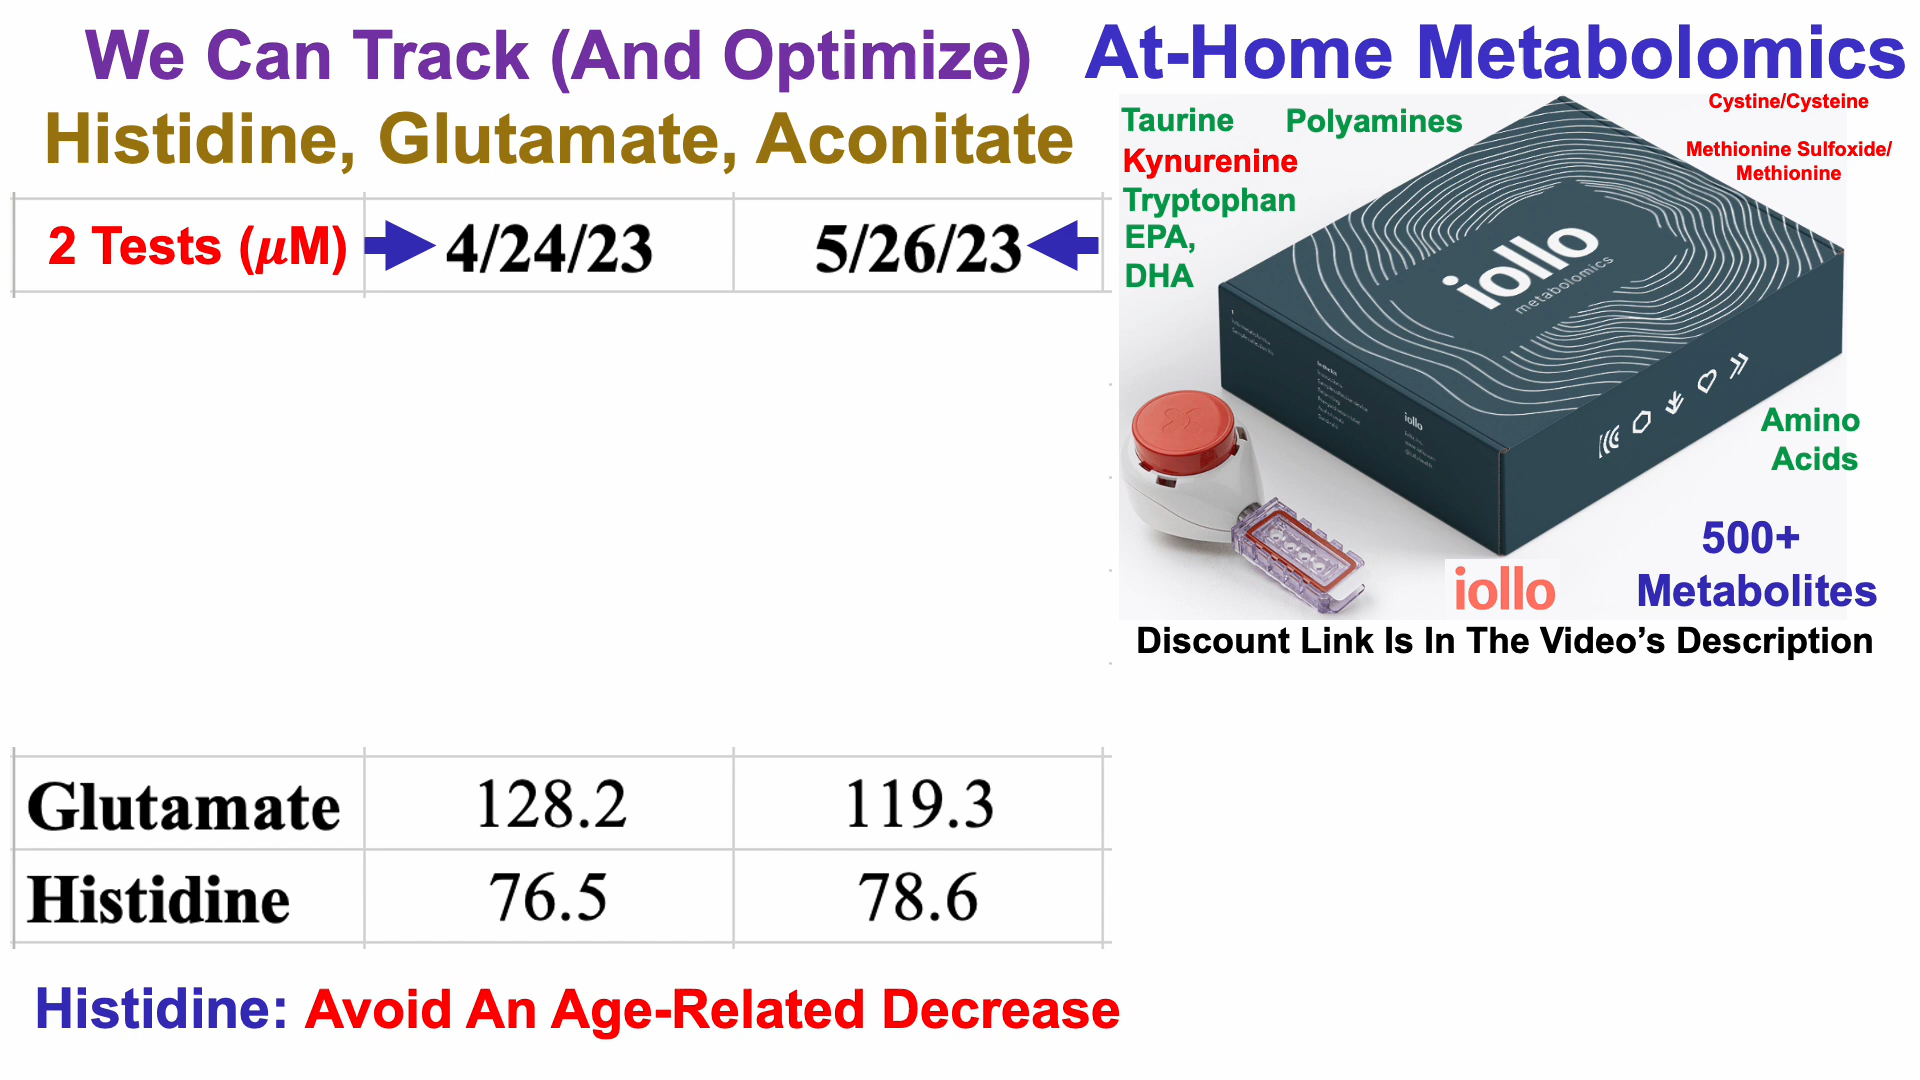 We Can Track (And Optimize)
Histidine, Glutamate, Aconitate
2 Tests (μM)
4/24/23
5/26/23
Glutamate
128.2
119.3
Histidine
76.5
78.6
Histidine: Avoid An Age-Related Decrease
At-Home Metabolomics
Taurine
Polyamines
Cystine/Cysteine
Kynurenine
Methionine Sulfoxide/
Methionine
Tryptophan
EPA,
DHA
iollo
metabolomics
iollo
Amino
Acids
500+
Metabolites
iollo
Discount Link Is In The Video’s Description